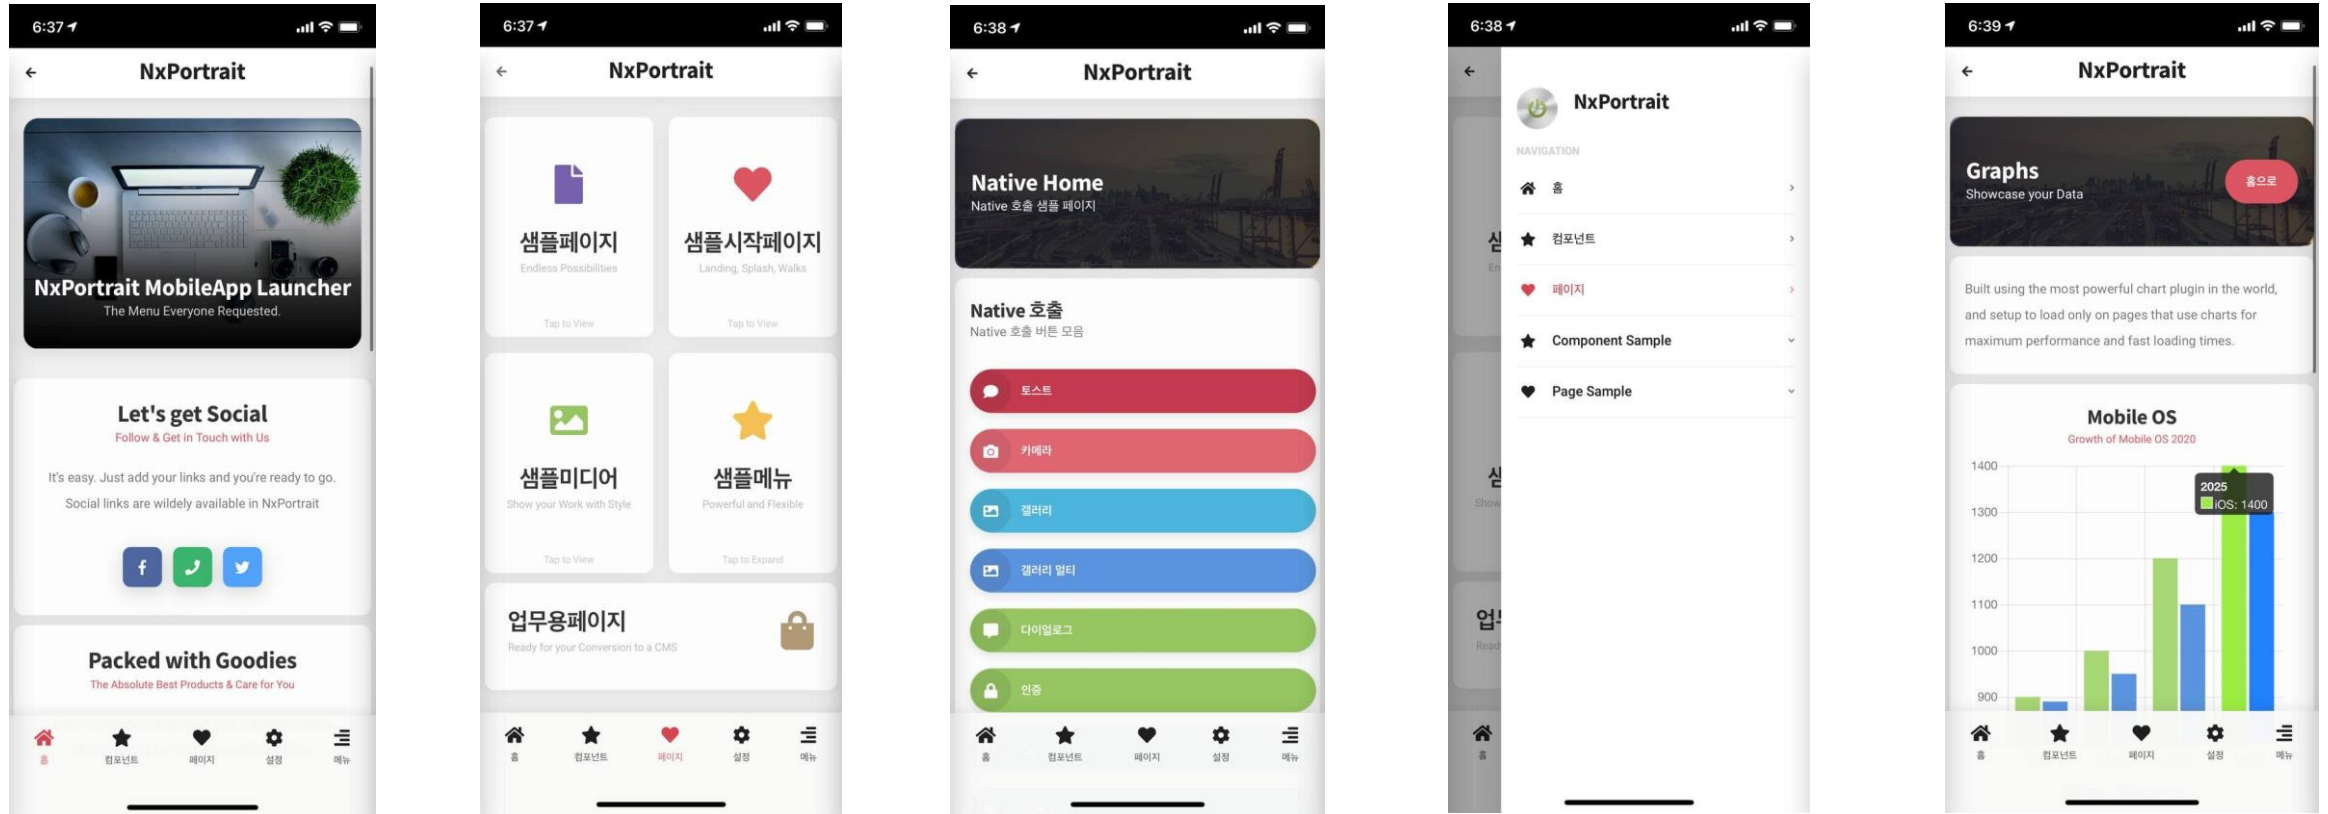 6:37
NxPortrait
NxPortrait MobileApp Launcher
The Menu Everyone Requested.
Let's get Social
Follow & Get in Touch with Us
It's easy. Just add your links and you're ready to go.
Social links are wildely available in NxPortrait
Packed with Goodies
The Absolute Best Products & Care for You
홈 컴포넌트 페이지 설정 메뉴
6:37
NxPortrait
샘플페이지
Endless Possibilities
Tap to View
샘플시작페이지
Landing, Splash, Walks
Tap to View
샘플미디어
Show your Work with Style
Tap to View
샘플메뉴
Powerful and Flexible
Tap to Expand
업무용페이지
Ready for your Conversion to a CMS
홈 컴포넌트 페이지 설정 메뉴
6:38
NxPortrait
Native Home
Native 호출 샘플 페이지
Native 호출
Native 호출 버튼 모음
토스트
카메라
갤러리
갤러리 멀티
다이얼로그
인증
홈 컴포넌트 페이지 설정 메뉴
6:38
NxPortrait
NAVIGATION
홈
컴포넌트
페이지
Component Sample
Page Sample
샘
En
샘
Show
업
Read
홈
6:39
NxPortrait
Graphs
Showcase your Data
홈으로
Built using the most powerful chart plugin in the world,
and setup to load only on pages that use charts for
maximum performance and fast loading times.
Mobile OS
Growth of Mobile OS 2020
1400
2025
iOS: 1400
1300
1200
1100
1000
900
홈 컴포넌트 페이지 설정 메뉴